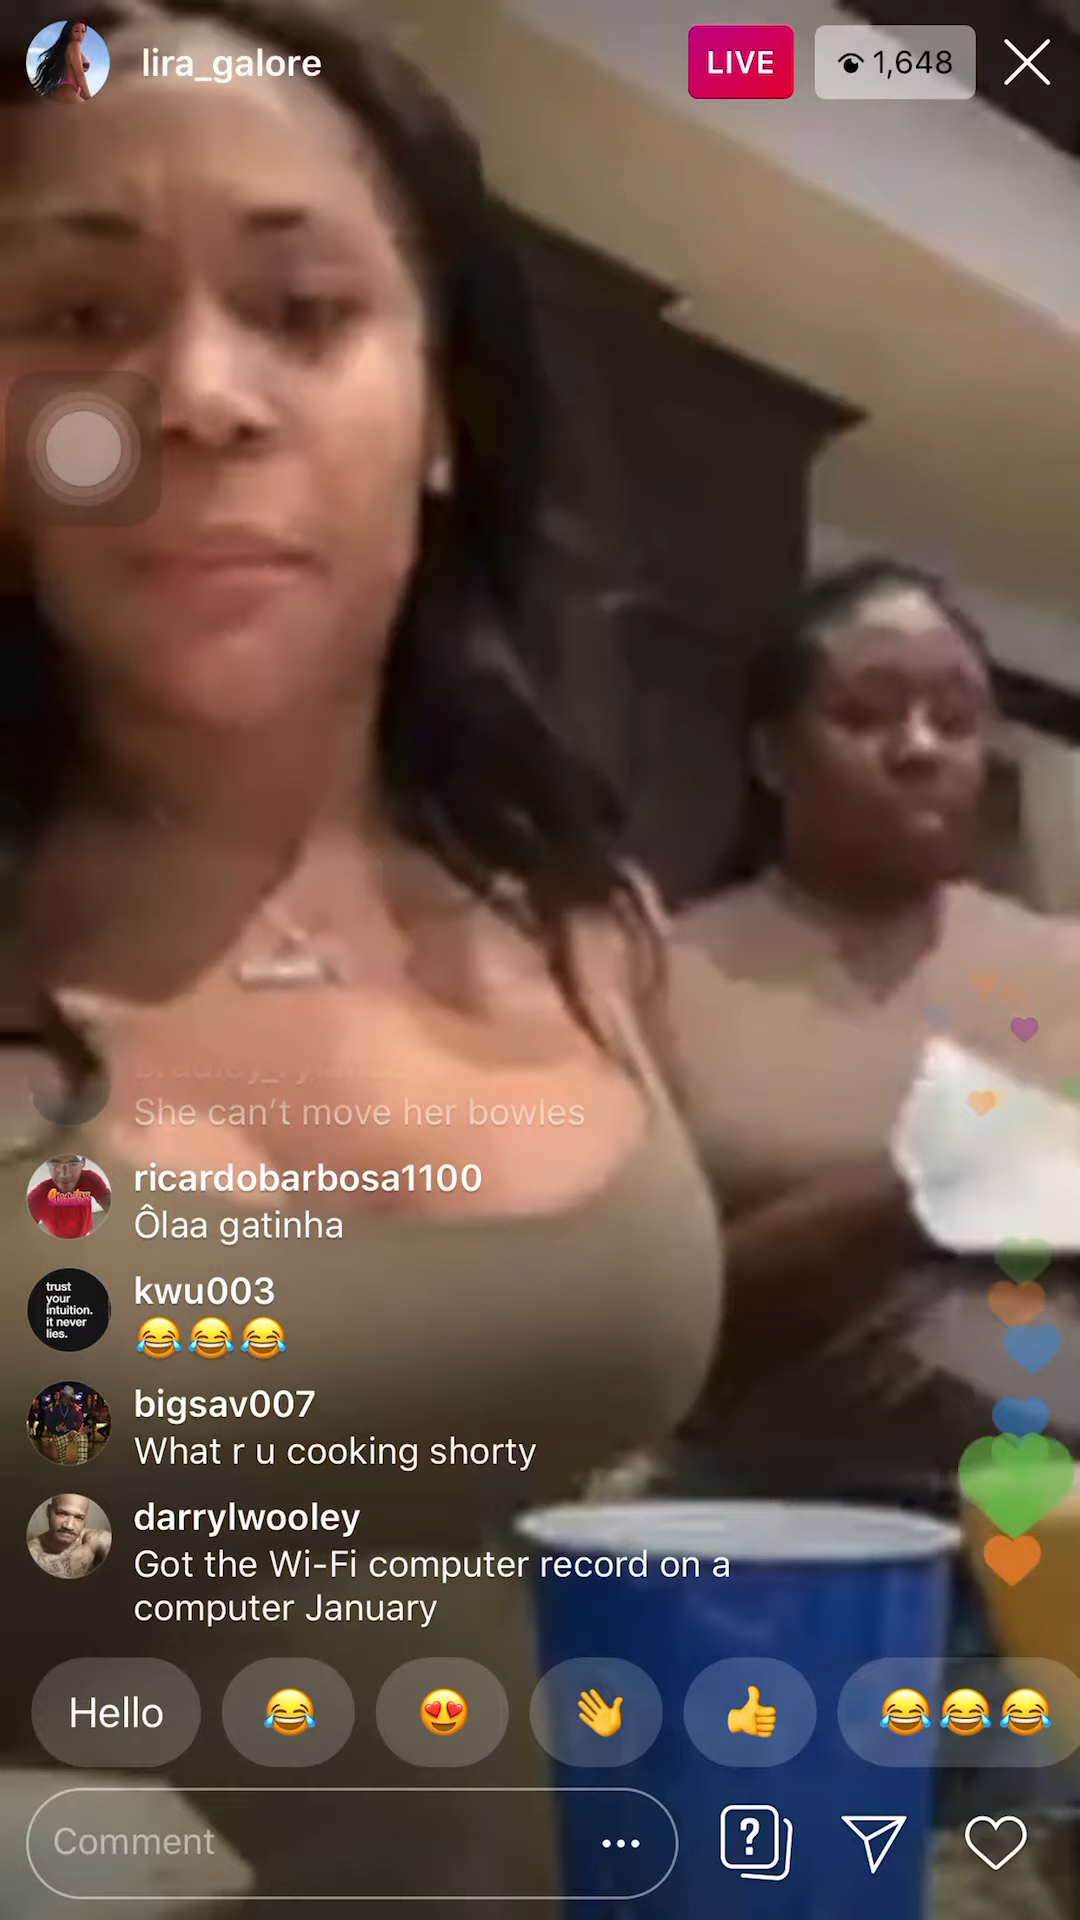 lira_galore
LIVE
1,648
She can’t move her bowles
ricardobarbosa1100
Ôlaa gatinha
kwu003
trust
your
intuition.
it never
lies.
😂😂😂
bigsav007
What r u cooking shorty
darrylwooley
Got the Wi-Fi computer record on a
computer January
Hello 😂 😍 👋 👍 😂😂😂
Comment